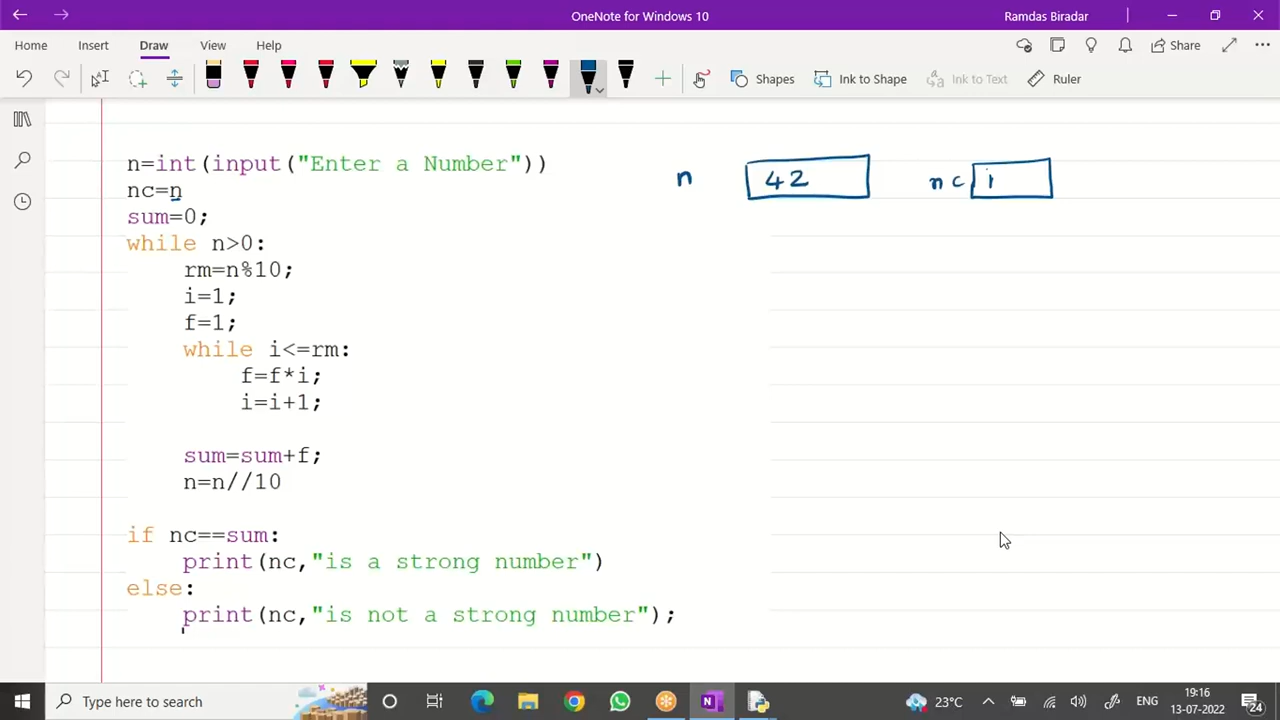 OneNote for Windows 10
Ramdas Biradar
Home Insert Draw View Help
Share
Shapes Ink to Shape Ink to Text Ruler
n=int(input("Enter a Number"))
nc=n
sum=0;
while n>0:
rm=n%10;
i=1;
f=1;
while i<=rm:
f=f*i;
i=i+1;
sum=sum+f;
n=n//10
if nc==sum:
print(nc,"is a strong number")
else:
print(nc,"is not a strong number");
n 42 nc
Type here to search
23°C
ENG
19:16
13-07-2022
24